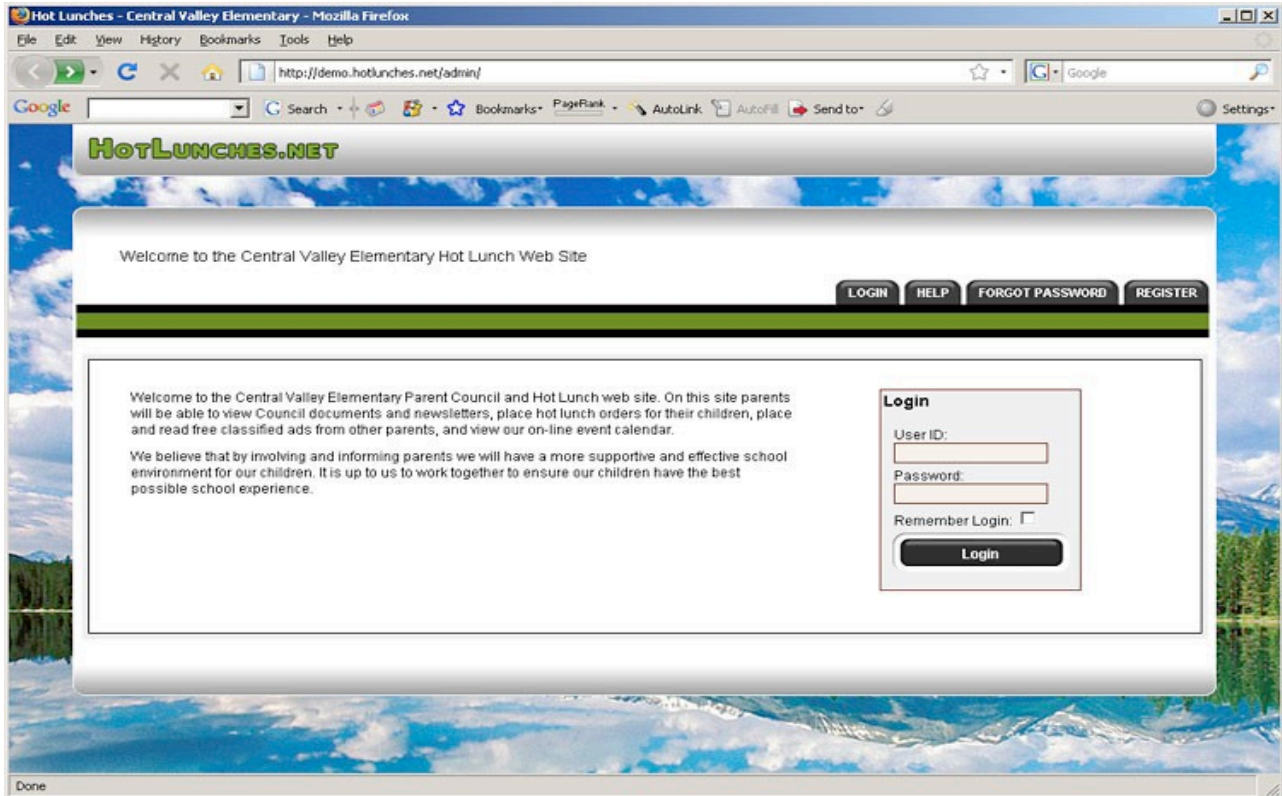 Hot Lunches - Central Valley Elementary - Mozilla Firefox
File Edit View History Bookmarks Tools Help
http://demo.hotlunches.net/admin/
G Google
Google Search Bookmarks PageRank AutoLink AutoFill Send to Settings
HOTLUNCHES.NET
Welcome to the Central Valley Elementary Hot Lunch Web Site
LOGIN HELP FORGOT PASSWORD REGISTER
Welcome to the Central Valley Elementary Parent Council and Hot Lunch web site. On this site parents
will be able to view Council documents and newsletters, place hot lunch orders for their children, place
and read free classified ads from other parents, and view our on-line event calendar.
We believe that by involving and informing parents we will have a more supportive and effective school
environment for our children. It is up to us to work together to ensure our children have the best
possible school experience.
Login
User ID:
Password:
Remember Login:
Login
Done